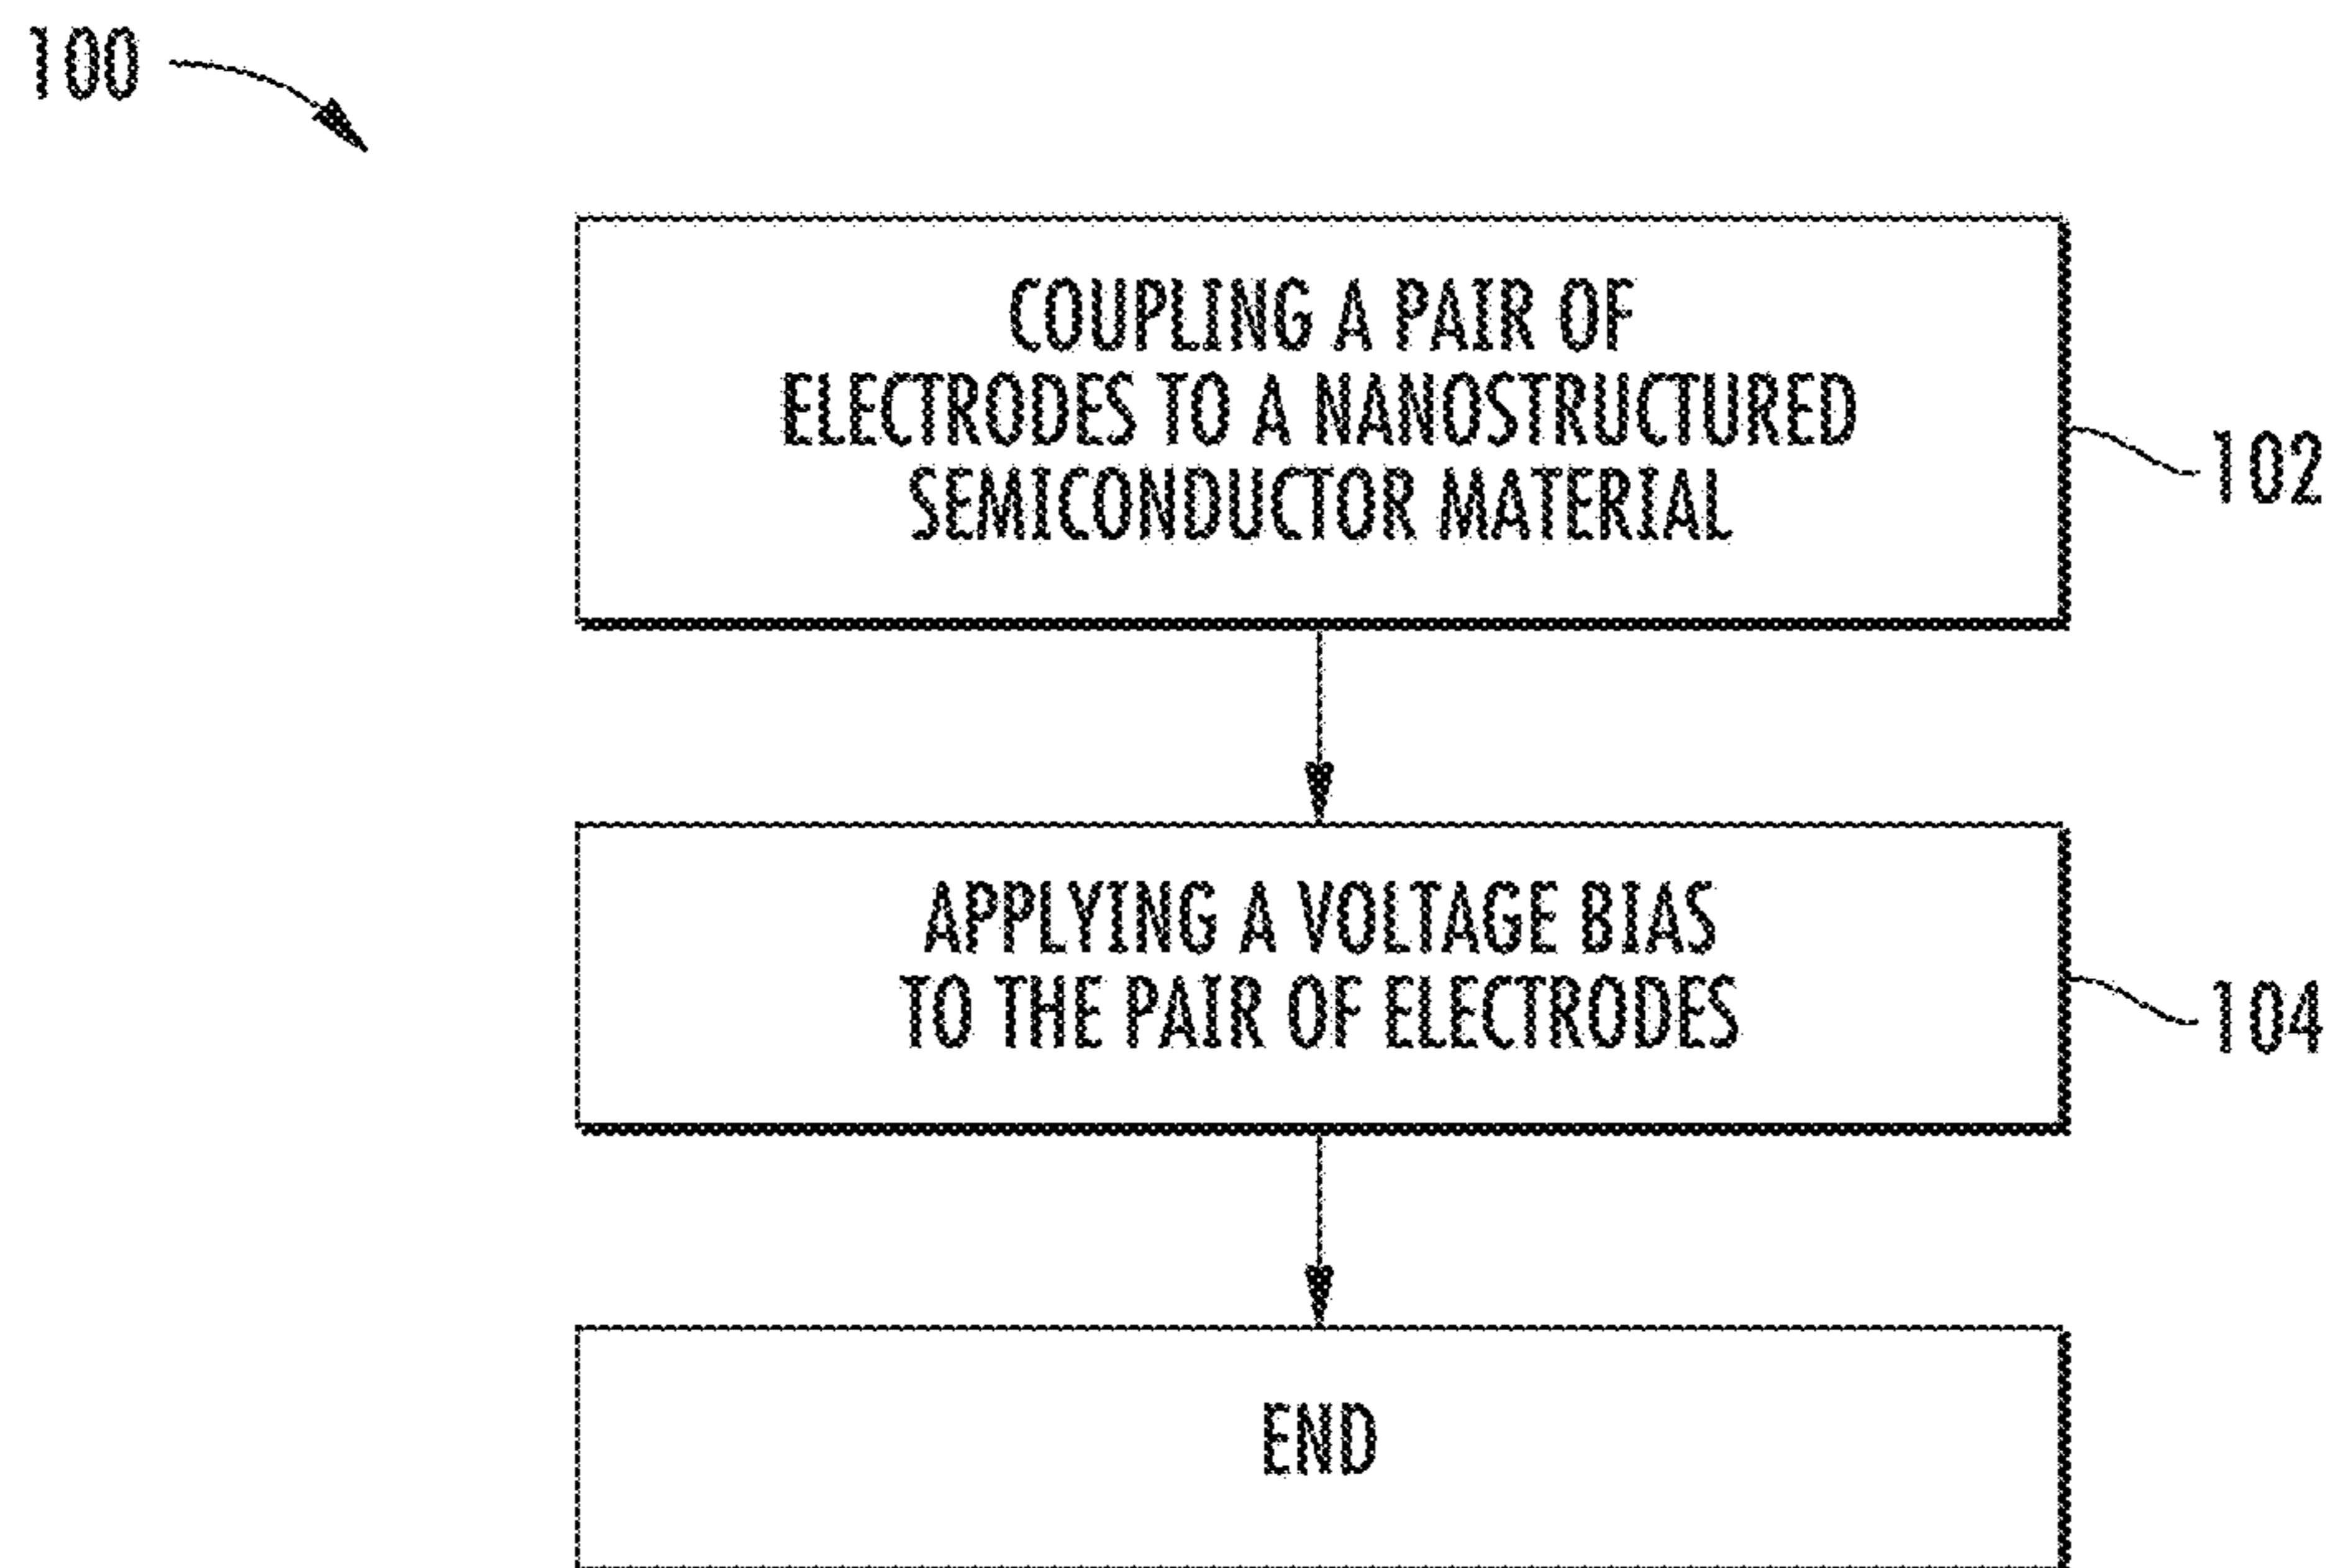 100
COUPLING A PAIR OF
ELECTRODES TO A NANOSTRUCTURED
SEMICONDUCTOR MATERIAL
102
APPLYING A VOLTAGE BIAS
TO THE PAIR OF ELECTRODES
104
END